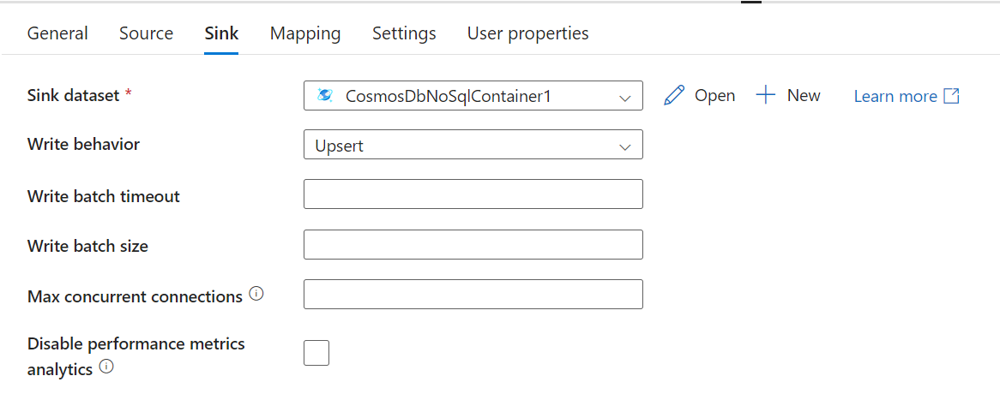 General Source Sink Mapping Settings User properties
Sink dataset * CosmosDbNoSqlContainer1 Open New Learn more
Write behavior Upsert
Write batch timeout
Write batch size
Max concurrent connections
Disable performance metrics
analytics